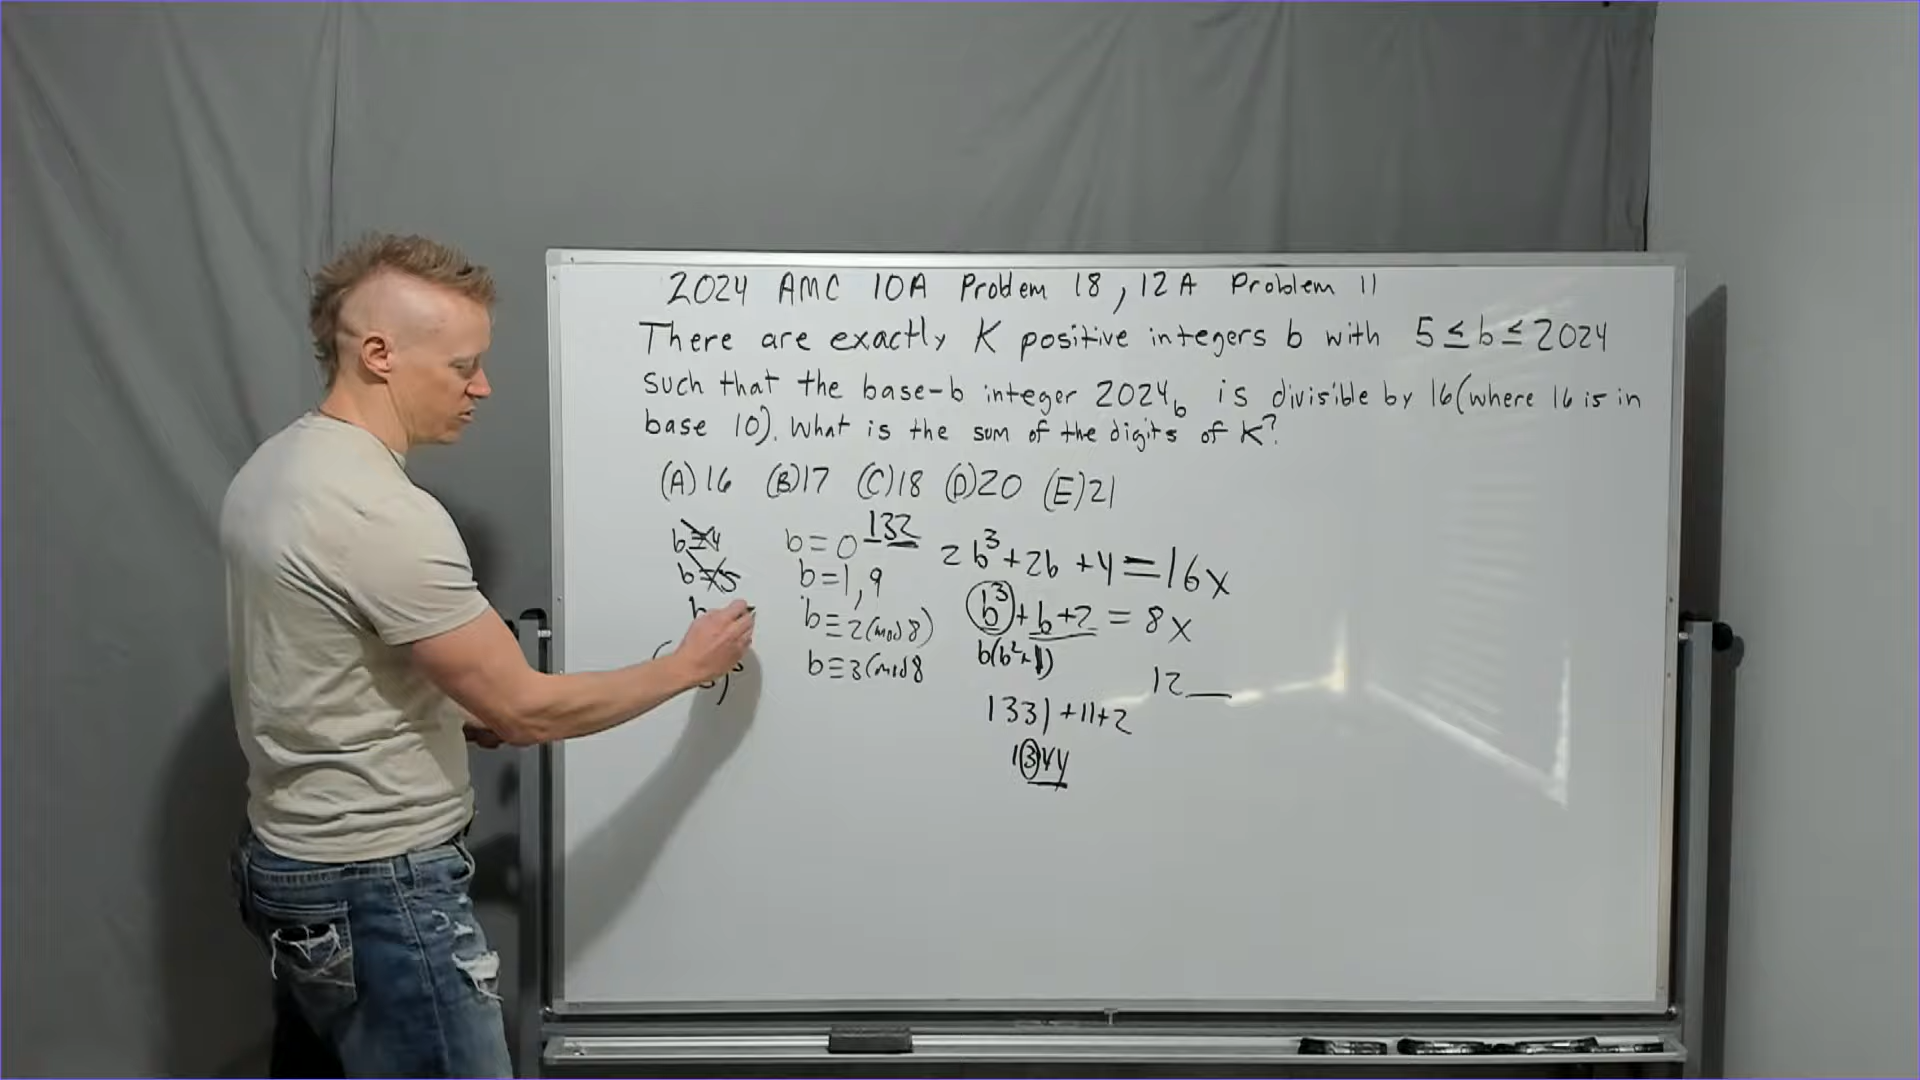 2024 AMC 10A Problem 18, 12A Problem 11
There are exactly K positive integers b with 5 ≤ b ≤ 2024
such that the base-b integer 2024_b is divisible by 16 (where 16 is in
base 10). What is the sum of the digits of K?
(A) 16 (B) 17 (C) 18 (D) 20 (E) 21
b≡4
b≡5
b
b=0 132
b=1,9
b≡2(mod 8)
b≡3(mod 8
2b³+2b+4=16x
b³+b+2=8x
b(b²+1)
12__
1331+11+2
1344